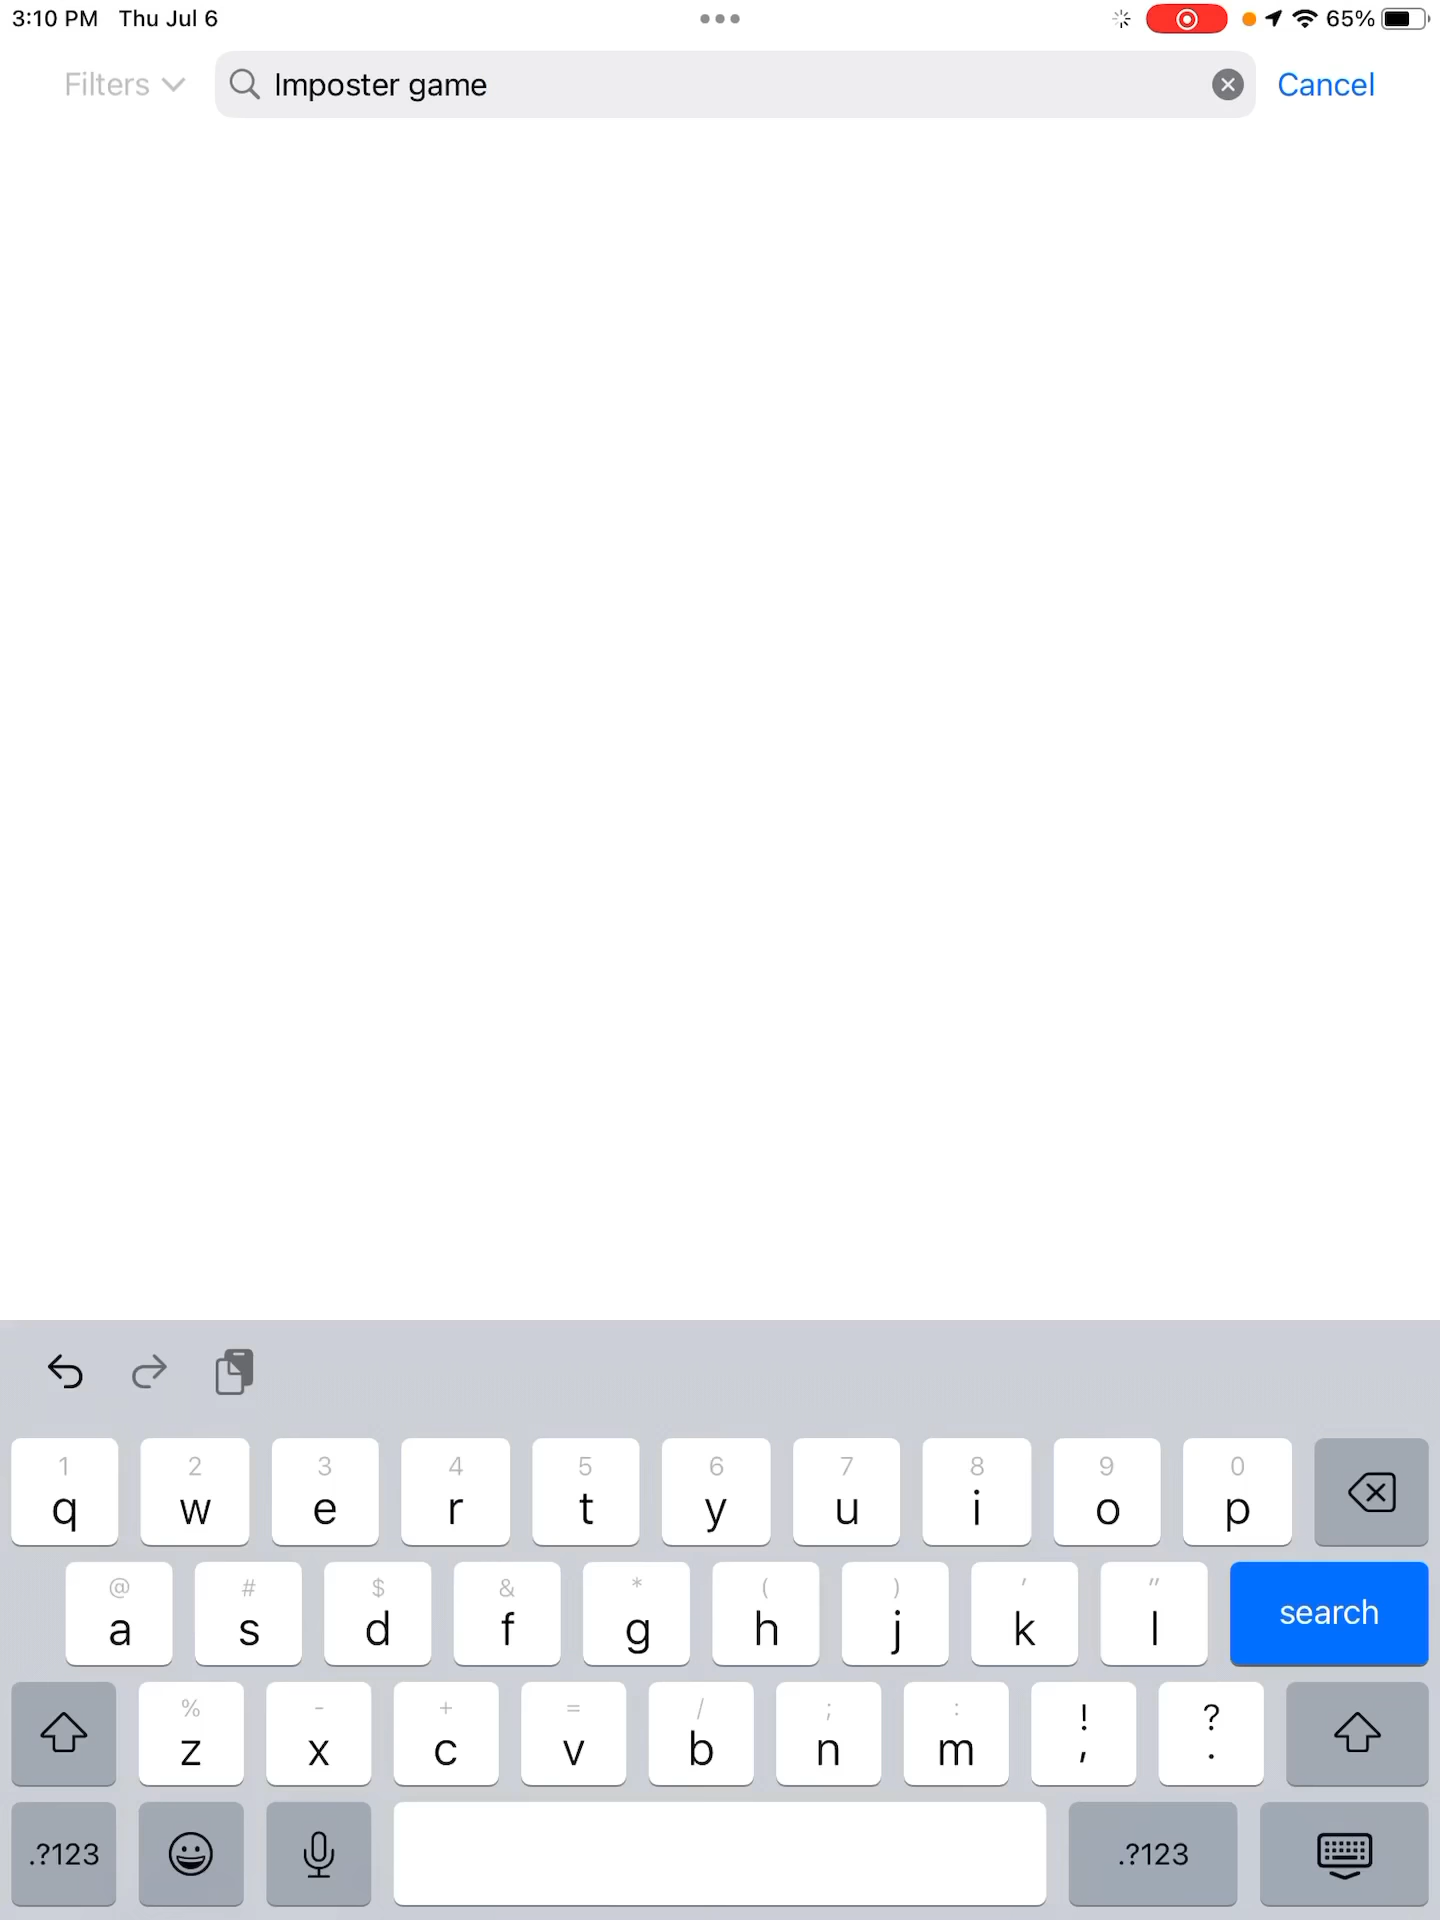 3:10 PM Thu Jul 6 65%
Filters Imposter game Cancel
1 2 3 4 5 6 7 8 9 0
q w e r t y u i o p
@ # $ & * ( ) ' "
a s d f g h j k l search
% - + = / ; : ! ?
z x c v b n m , .
.?123 .?123